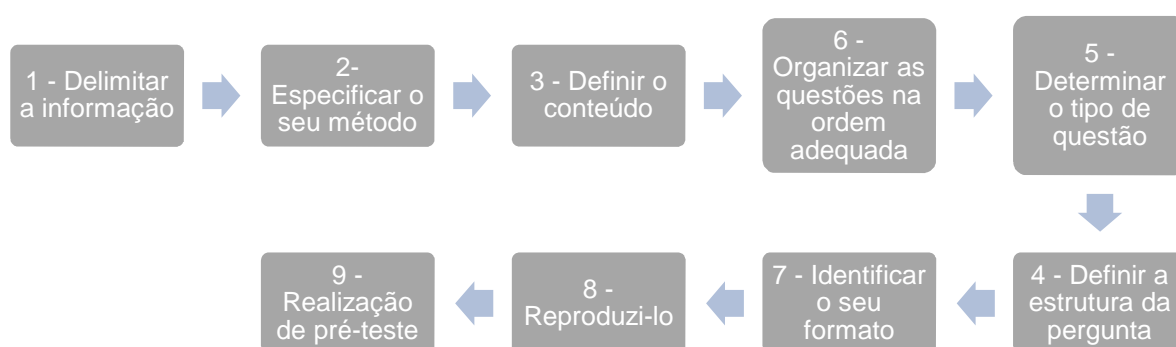 1 - Delimitar
a informação
2-
Especificar o
seu método
3 - Definir o
conteúdo
6 -
Organizar as
questões na
ordem
adequada
5 -
Determinar
o tipo de
questão
4 - Definir a
estrutura da
pergunta
7 - Identificar
o seu
formato
8 -
Reproduzi-lo
9 -
Realização
de pré-teste